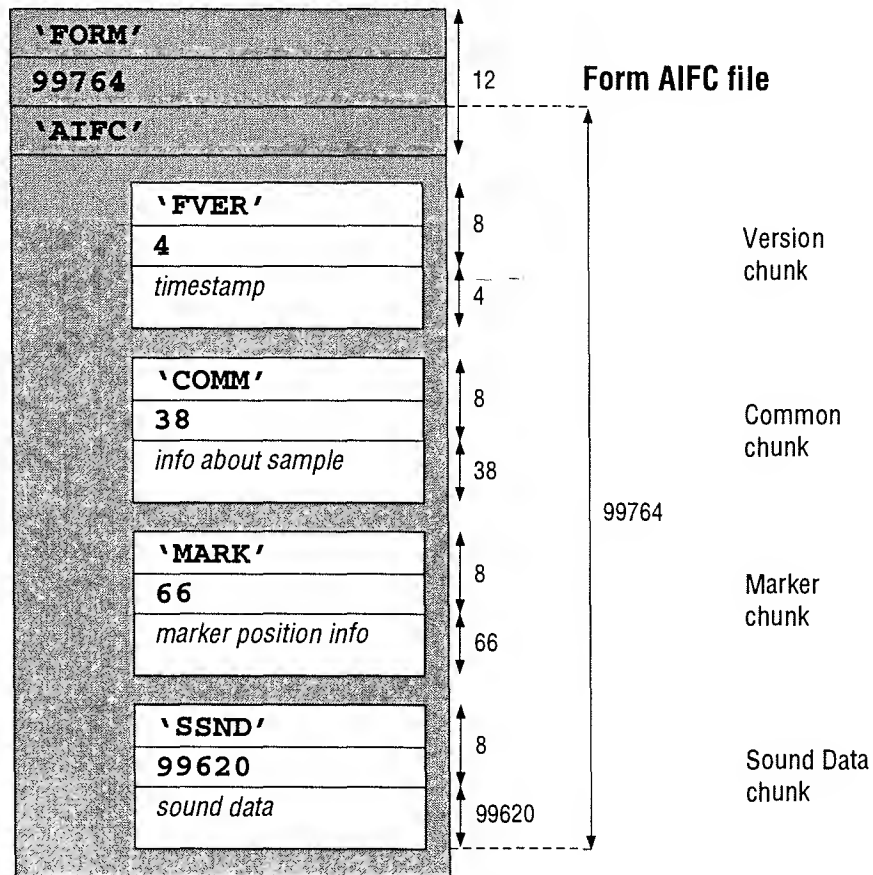 ‛FORM’
99764
12
Form AIFC file
‛AIFC’
‛FVER’
8
4
timestamp
4
Version
chunk
‛COMM’
8
38
info about sample
38
Common
chunk
99764
‛MARK’
8
66
marker position info
66
Marker
chunk
‛SSND’
8
99620
sound data
99620
Sound Data
chunk